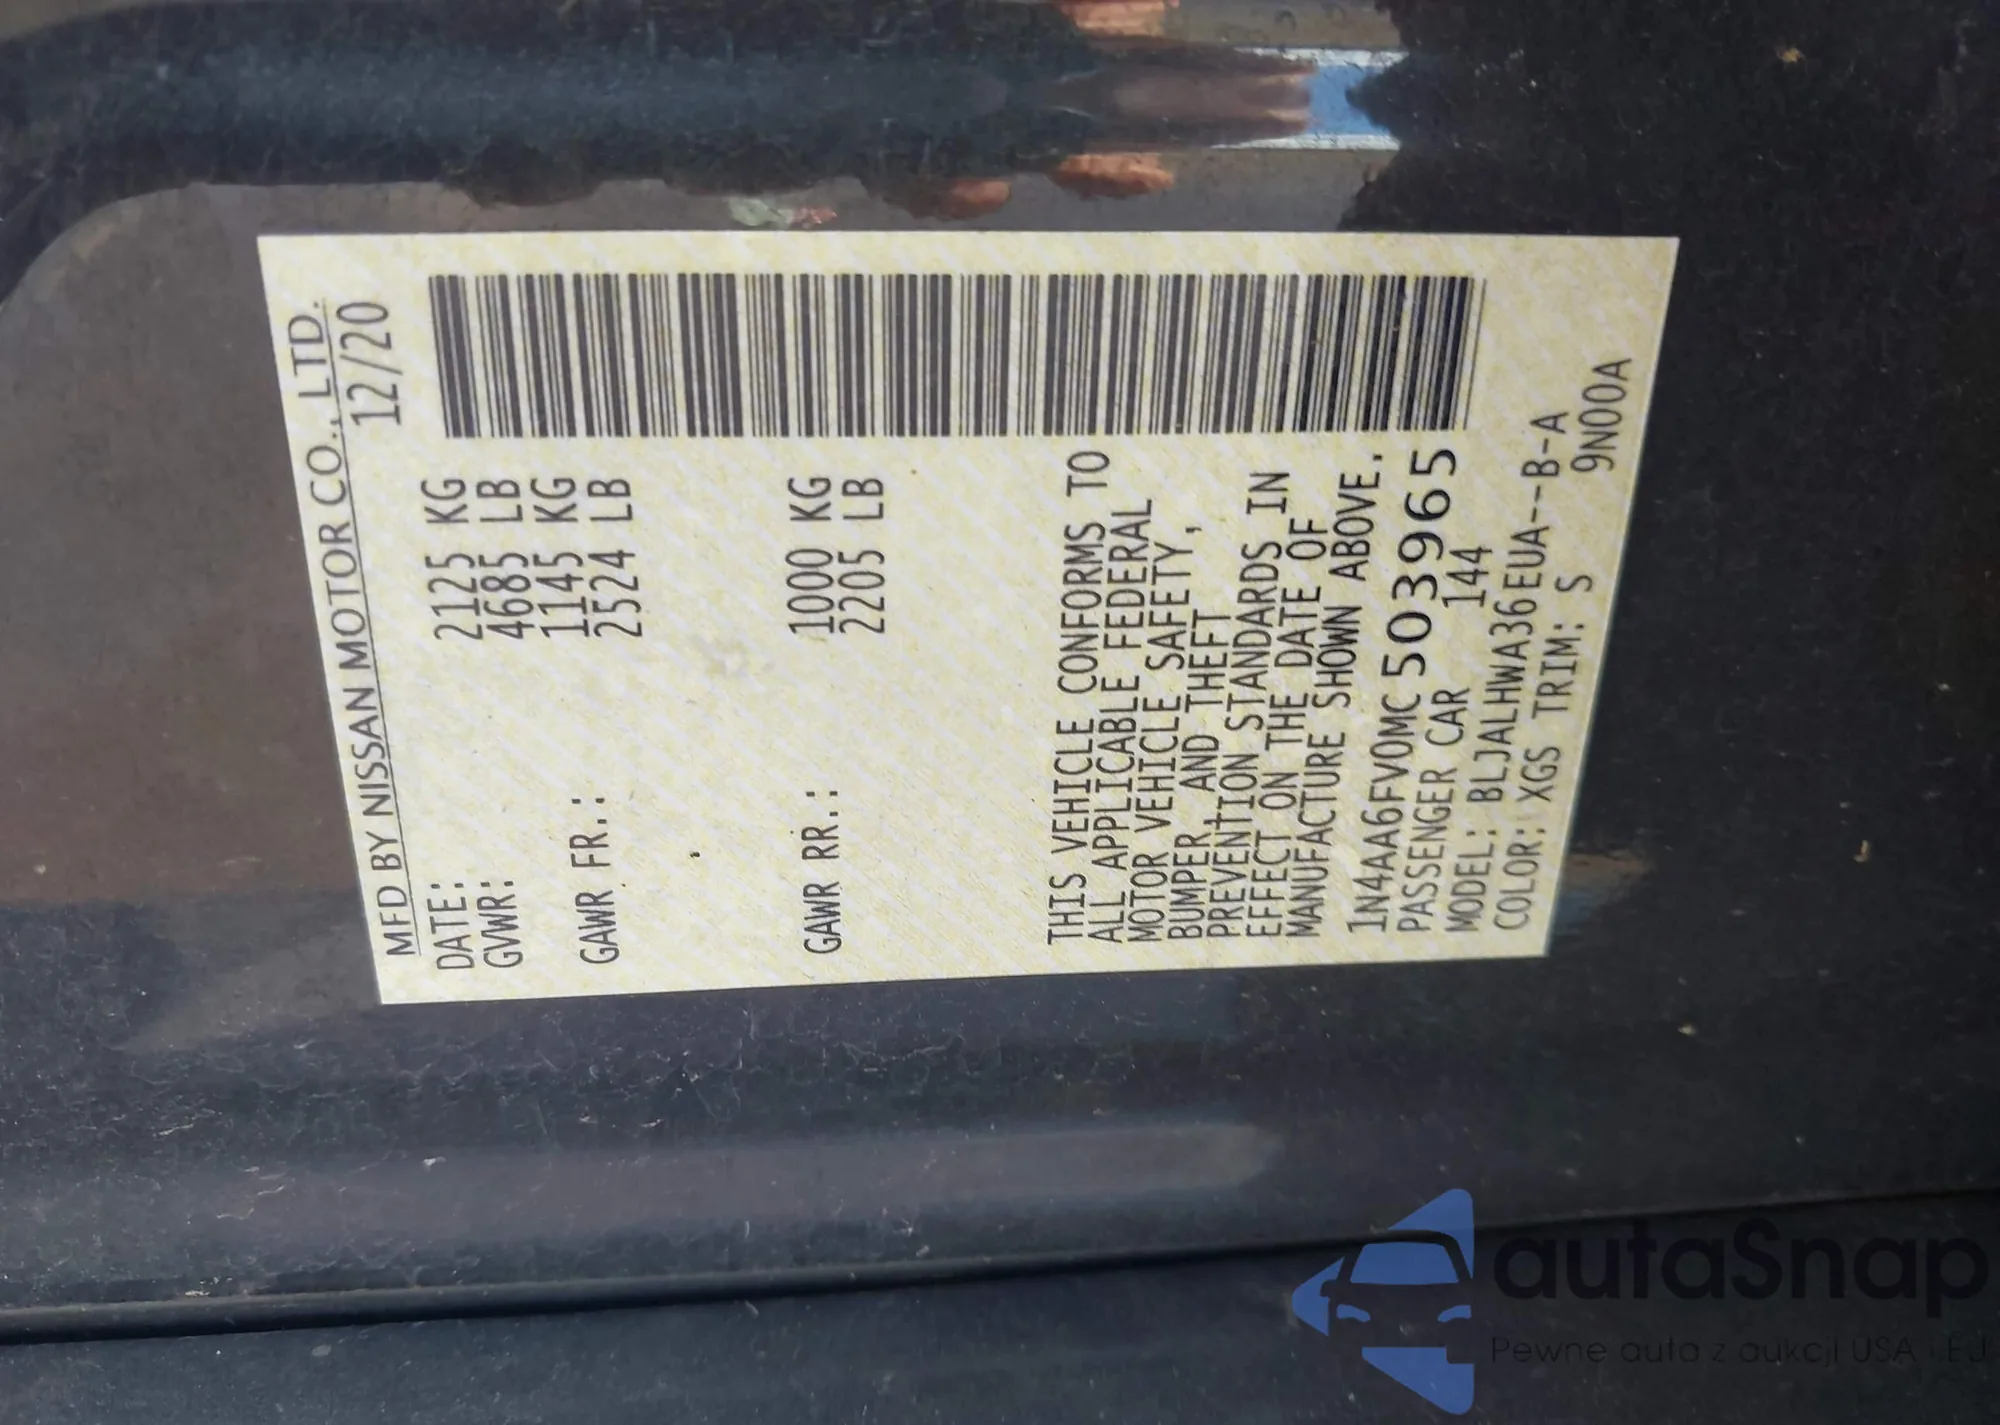 MFD BY NISSAN MOTOR CO., LTD.
DATE: 12/20
GVWR: 2125 KG
4685 LB
GAWR FR.: 1145 KG
2524 LB
GAWR RR.: 1000 KG
2205 LB
THIS VEHICLE CONFORMS TO
ALL APPLICABLE FEDERAL
MOTOR VEHICLE SAFETY,
BUMPER, AND THEFT
PREVENTION STANDARDS IN
EFFECT ON THE DATE OF
MANUFACTURE SHOWN ABOVE.
1N4AA6FV0MC503965
PASSENGER CAR 144
MODEL: BLJALHWA36EUA--B-A
COLOR: XGS TRIM: S 9N00A
autaSnap
Pewne auta z aukcji USA i EU